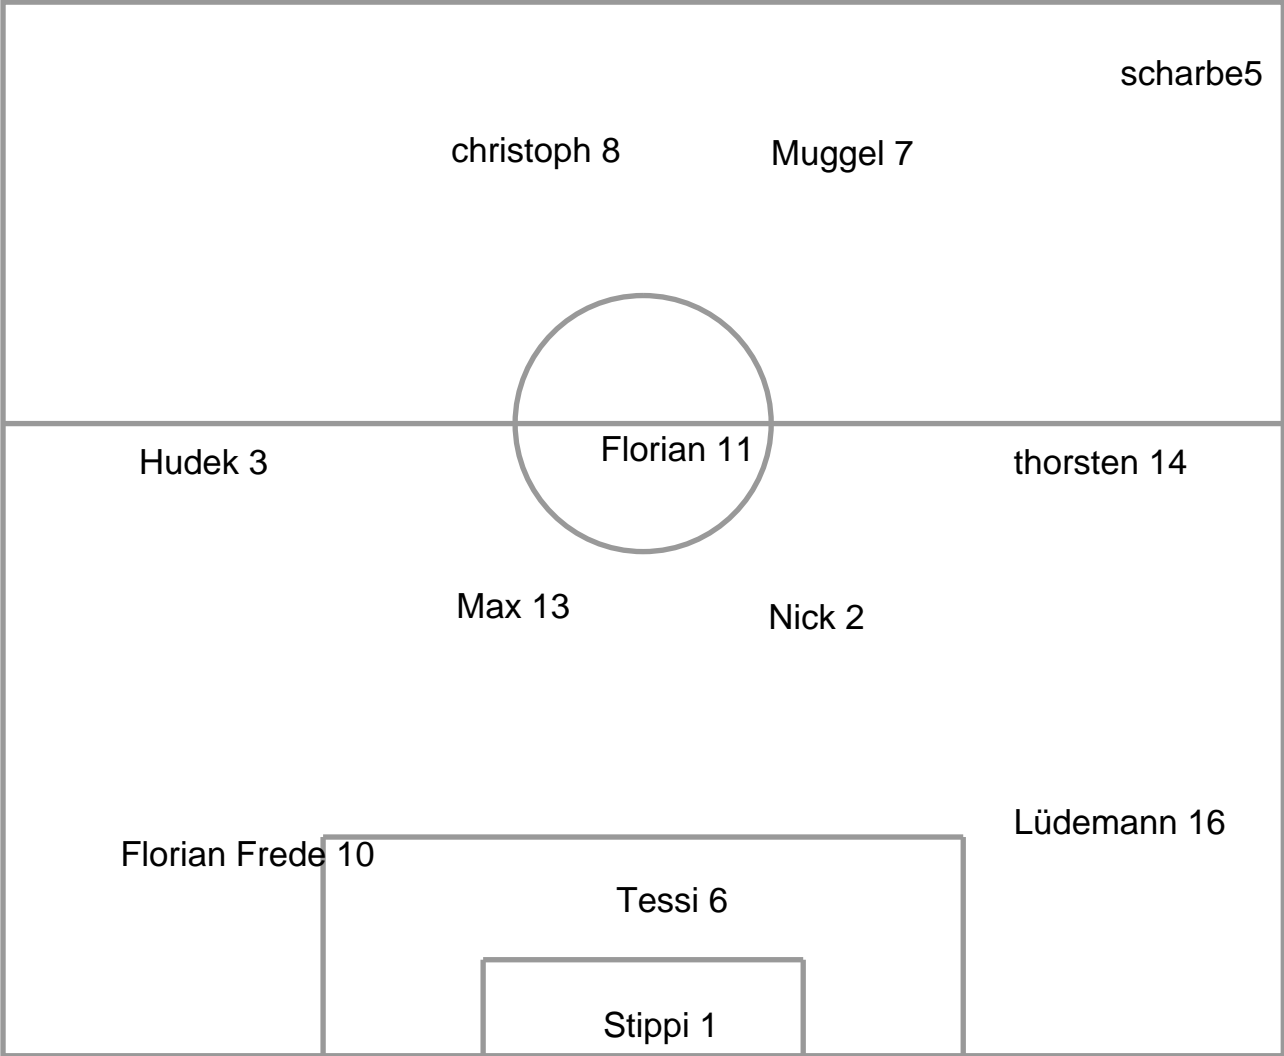 scharbe5
christoph 8
Muggel 7
Florian 11
Hudek 3
thorsten 14
Max 13
Nick 2
Lüdemann 16
Florian Frede 10
Tessi 6
Stippi 1